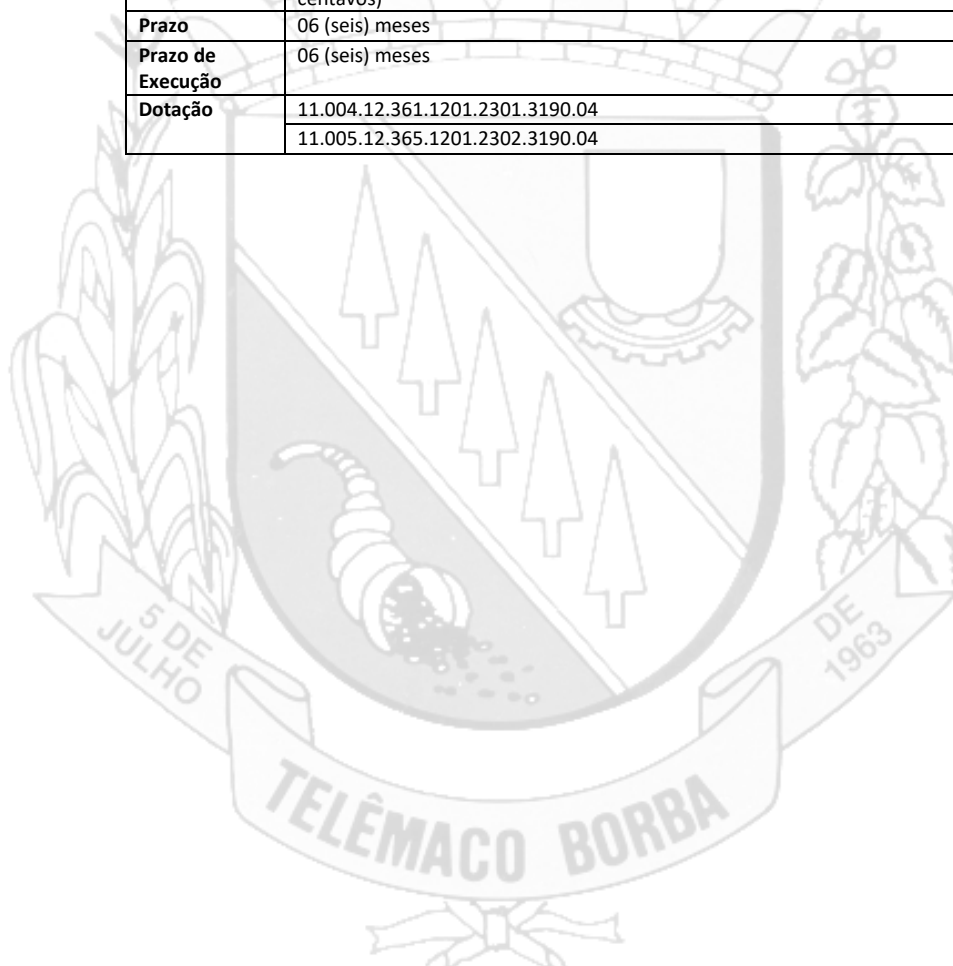 centavos)
Prazo 06 (seis) meses
Prazo de 06 (seis) meses
Execução
Dotação 11.004.12.361.1201.2301.3190.04
11.005.12.365.1201.2302.3190.04
5 DE
JULHO
DE
1963
TELÊMACO BORBA